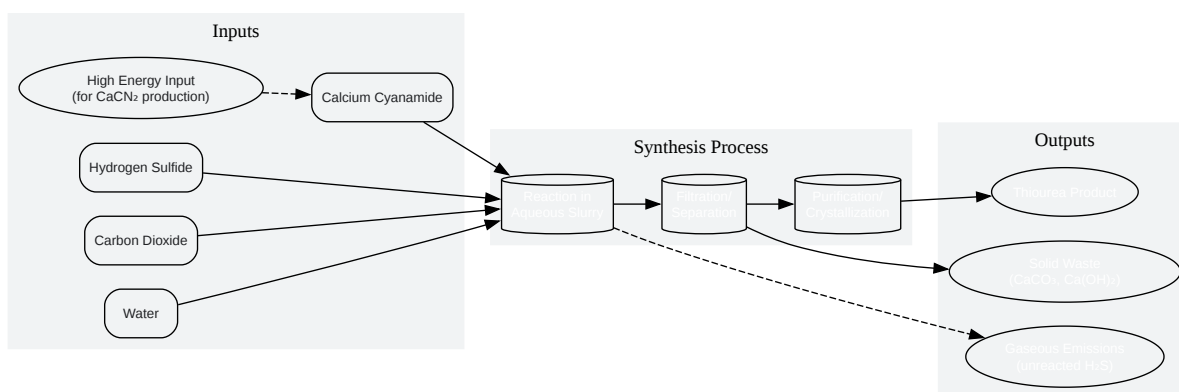 Inputs
High Energy Input
(for CaCN₂ production)
Calcium Cyanamide
Hydrogen Sulfide
Carbon Dioxide
Water
Synthesis Process
Reaction in
Aqueous Slurry
Filtration/
Separation
Purification/
Crystallization
Outputs
Thiourea Product
Solid Waste
(CaCO₃, Ca(OH)₂)
Gaseous Emissions
(unreacted H₂S)